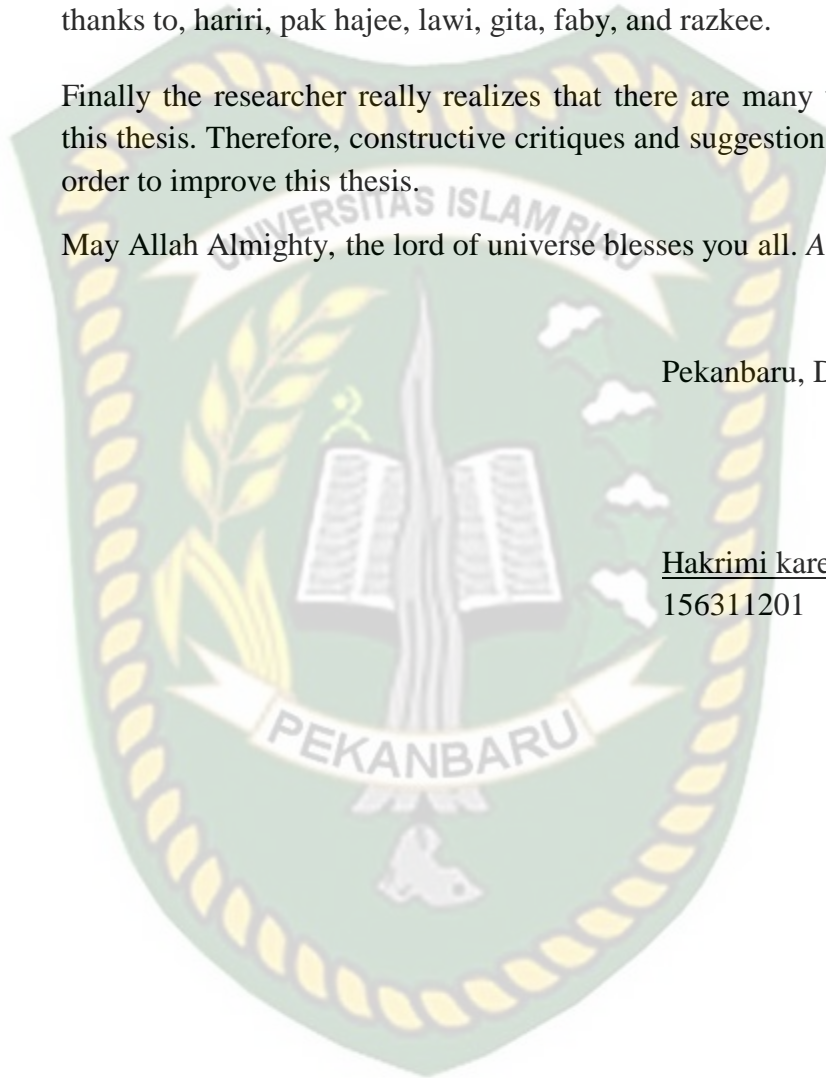 thanks to, hariri, pak hajee, lawi, gita, faby, and razkee.
Finally the researcher really realizes that there are many
this thesis. Therefore, constructive critiques and suggestion
order to improve this thesis.
UNIVERSITAS ISLAM RIAU
May Allah Almighty, the lord of universe blesses you all.
Pekanbaru,
Hakrimi
156311201
PEKANBARU